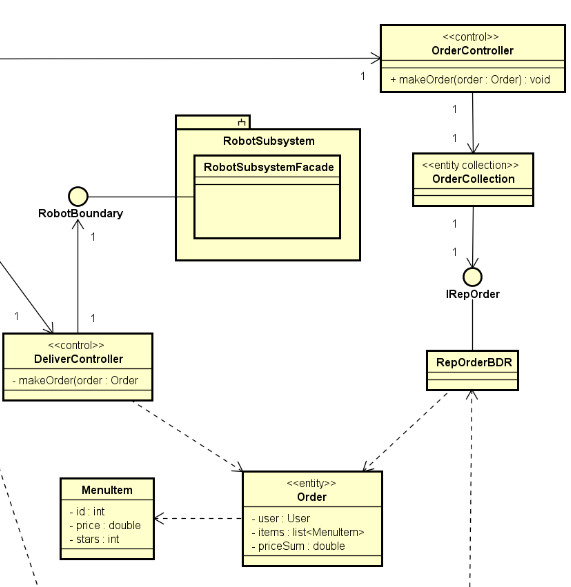 <<control>>
OrderController
+ makeOrder(order : Order) : void
1
1
1
<<entity collection>>
OrderCollection
1
1
IRepOrder
RepOrderBDR
RobotSubsystem
RobotSubsystemFacade
RobotBoundary
1
1
1
<<control>>
DeliverController
- makeOrder(order : Order
MenuItem
- id : int
- price : double
- stars : int
<<entity>>
Order
- user : User
- items : list<MenuItem>
- priceSum : double